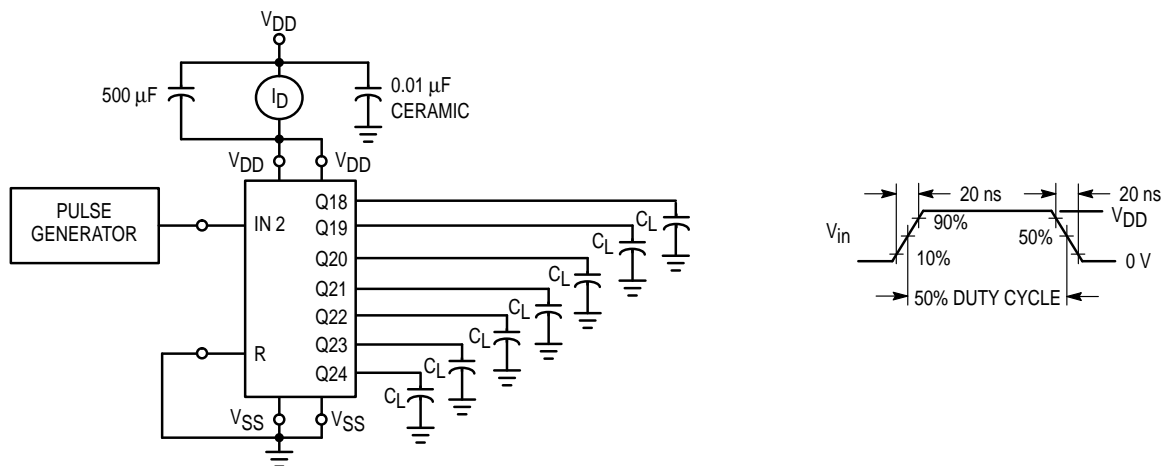 VDD
500 μF
ID
0.01 μF
CERAMIC
VDD
VDD
PULSE
GENERATOR
IN 2
R
Q18
Q19
Q20
Q21
Q22
Q23
Q24
CL
CL
CL
CL
CL
CL
CL
VSS
VSS
20 ns
20 ns
Vin
90%
10%
50%
VDD
0 V
50% DUTY CYCLE